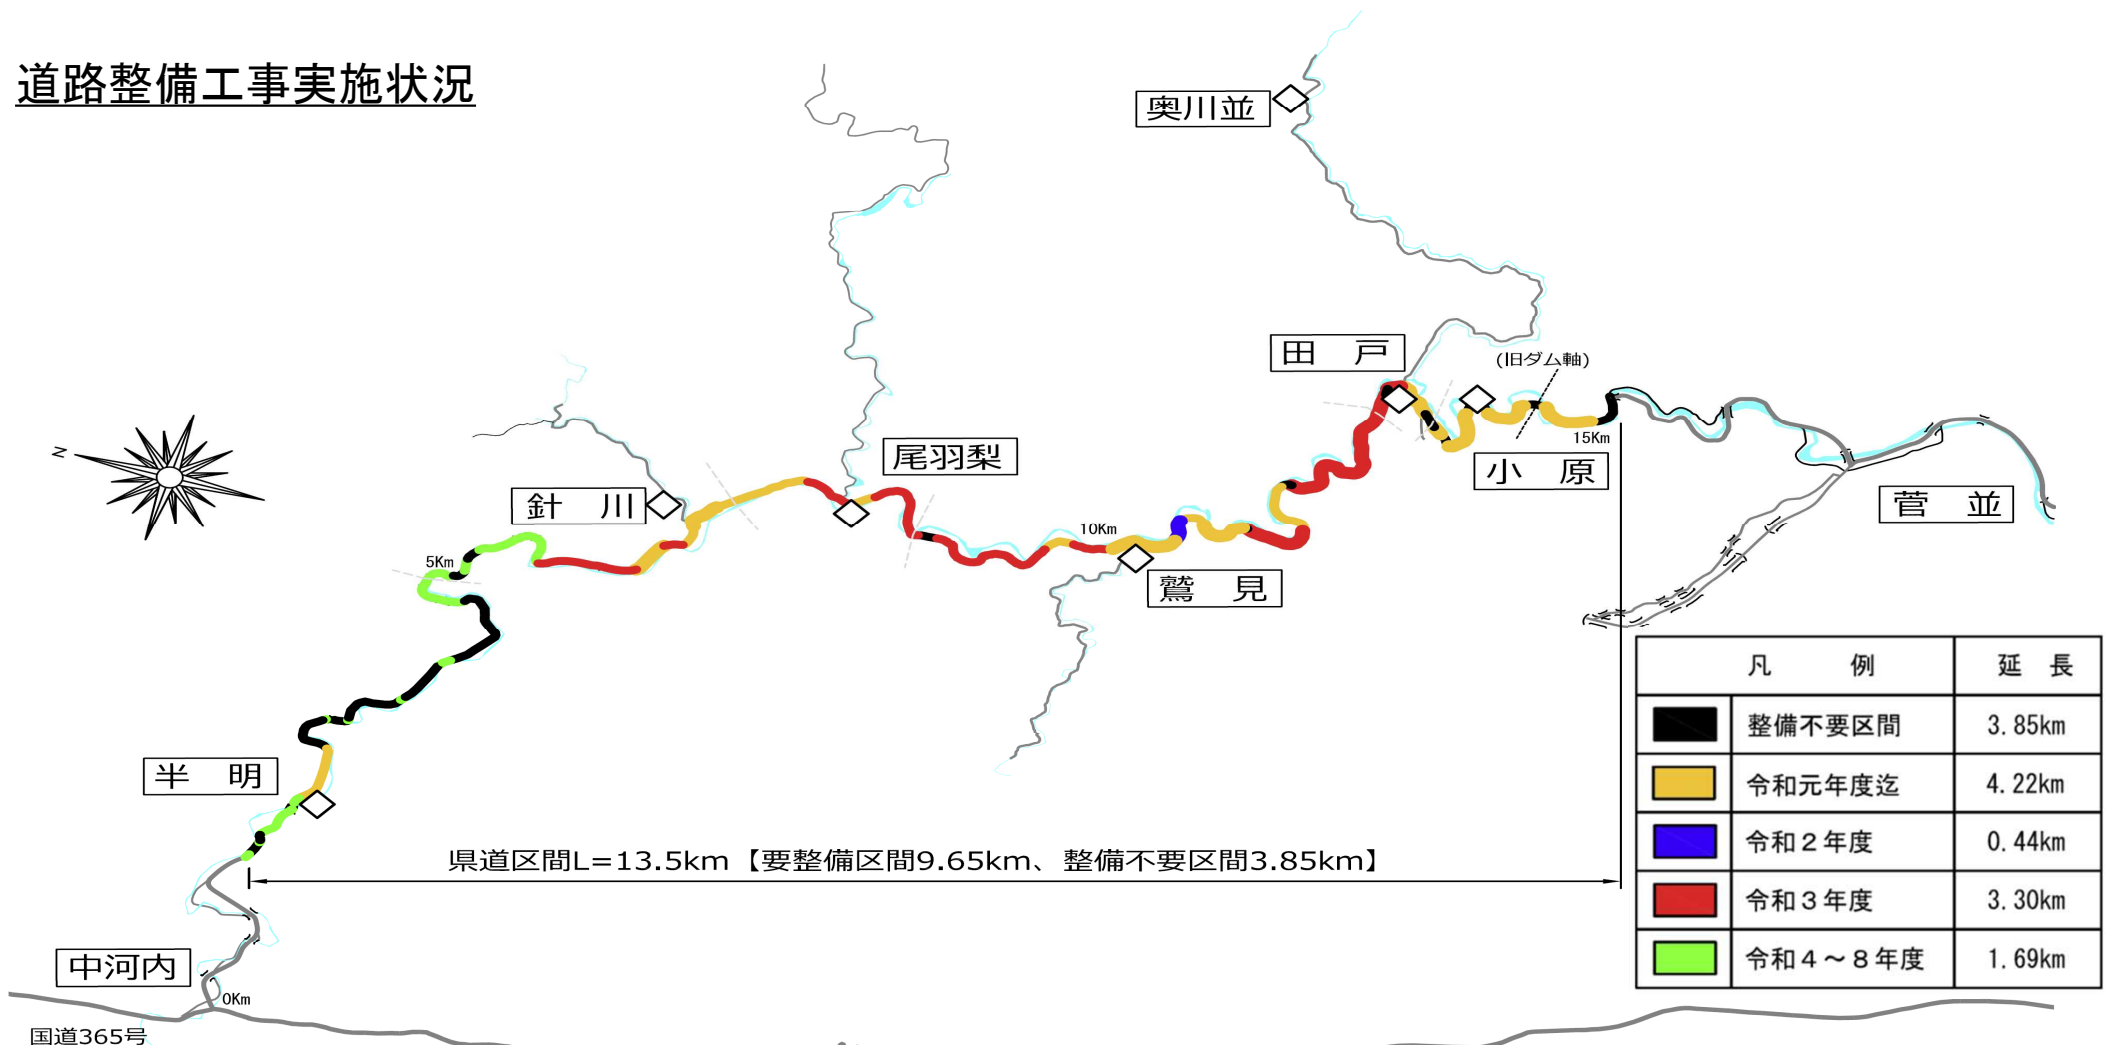 道路整備工事実施状況
奥川並
田　戸
(旧ダム軸)
15Km
小　原
菅　並
尾羽梨
針　川
10Km
鷲　見
5Km
N
半　明
県道区間L=13.5km【要整備区間9.65km、整備不要区間3.85km】
中河内
0Km
国道365号
凡　例　延　長
整備不要区間　3.85km
令和元年度迄　4.22km
令和２年度　0.44km
令和３年度　3.30km
令和４～８年度　1.69km